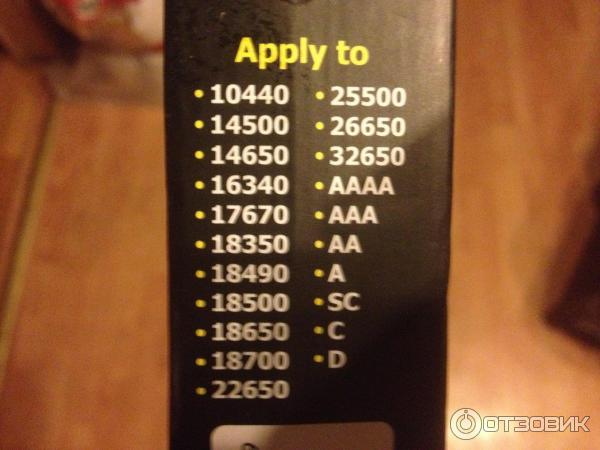 Apply to
• 10440
• 14500
• 14650
• 16340
• 17670
• 18350
• 18490
• 18500
• 18650
• 18700
• 22650
• 25500
• 26650
• 32650
• AAAA
• AAA
• AA
• A
• SC
• C
• D
ОТЗОВИК